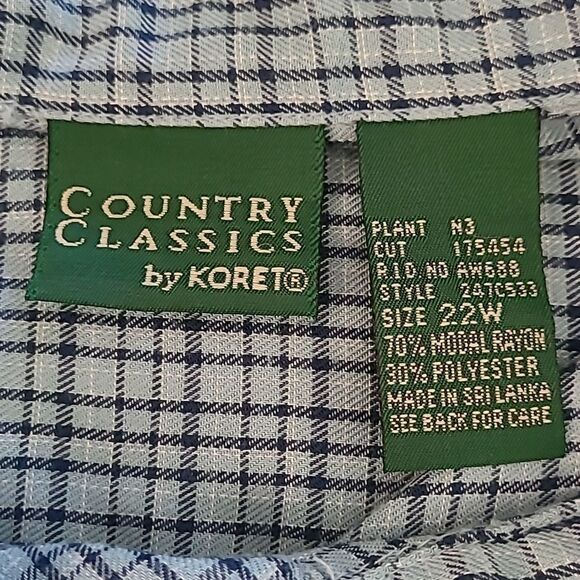 COUNTRY
CLASSICS
by KORET®
PLANT N3
CUT 175454
R.I.D. NO AW688
STYLE 247C533
SIZE 22W
70% MODAL RAYON
30% POLYESTER
MADE IN SRI LANKA
SEE BACK FOR CARE